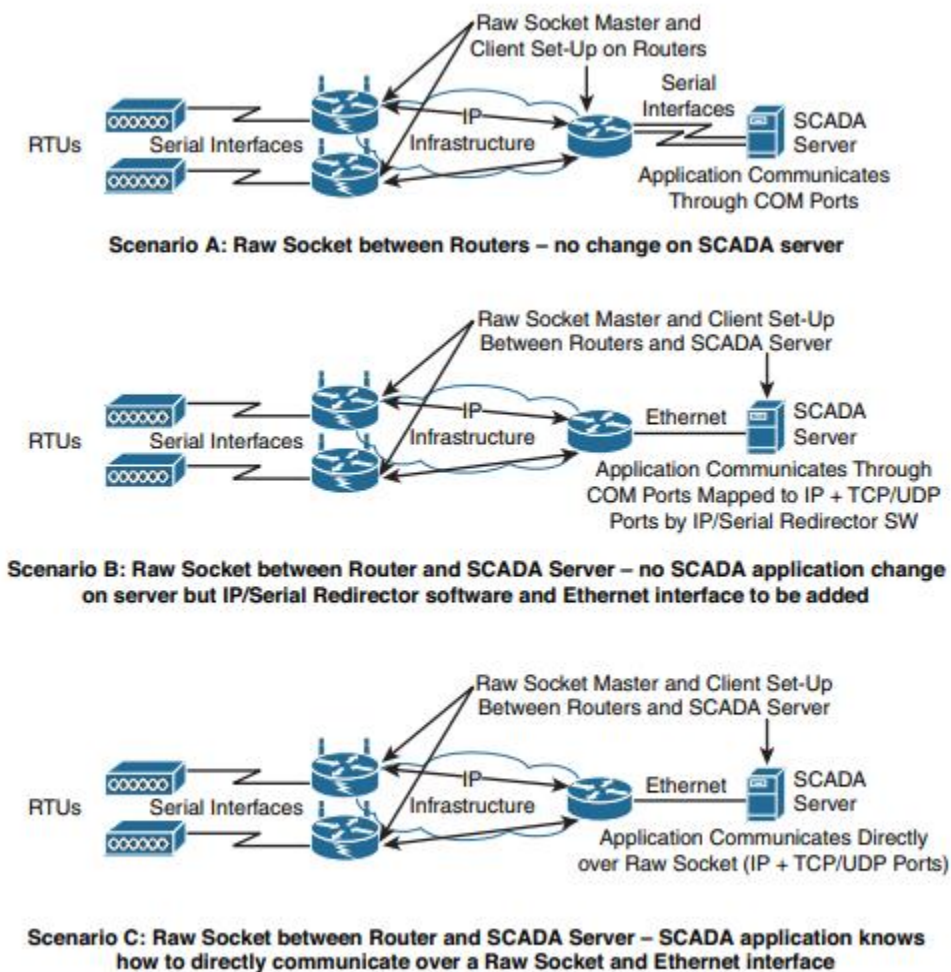 Raw Socket Master and
Client Set-Up on Routers
Serial
Interfaces
IP
Infrastructure
RTUs
Serial Interfaces
SCADA
Server
Application Communicates
Through COM Ports
Scenario A: Raw Socket between Routers – no change on SCADA server
Raw Socket Master and Client Set-Up
Between Routers and SCADA Server
IP
Infrastructure
RTUs
Serial Interfaces
Ethernet
SCADA
Server
Application Communicates Through
COM Ports Mapped to IP + TCP/UDP
Ports by IP/Serial Redirector SW
Scenario B: Raw Socket between Router and SCADA Server – no SCADA application change
on server but IP/Serial Redirector software and Ethernet interface to be added
Raw Socket Master and Client Set-Up
Between Routers and SCADA Server
IP
Infrastructure
RTUs
Serial Interfaces
Ethernet
SCADA
Server
Application Communicates Directly
over Raw Socket (IP + TCP/UDP Ports)
Scenario C: Raw Socket between Router and SCADA Server – SCADA application knows
how to directly communicate over a Raw Socket and Ethernet interface